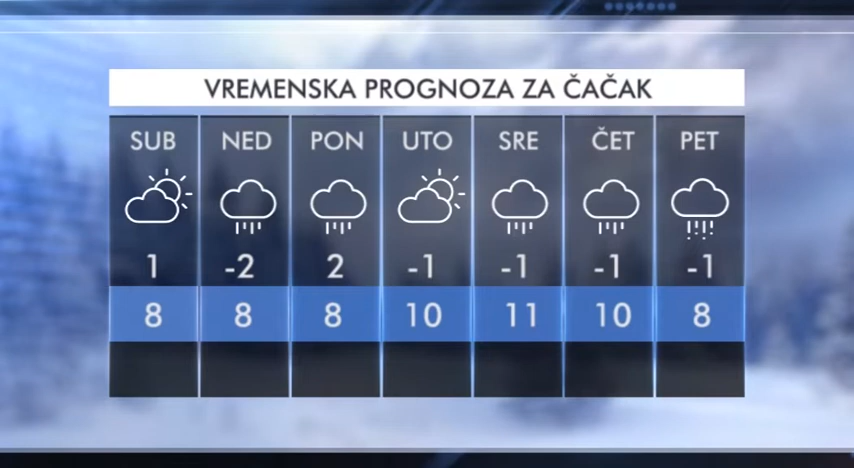 VREMENSKA PROGNOZA ZA ČAČAK
SUB NED PON UTO SRE ČET PET
1 -2 2 -1 -1 -1 -1
8 8 8 10 11 10 8